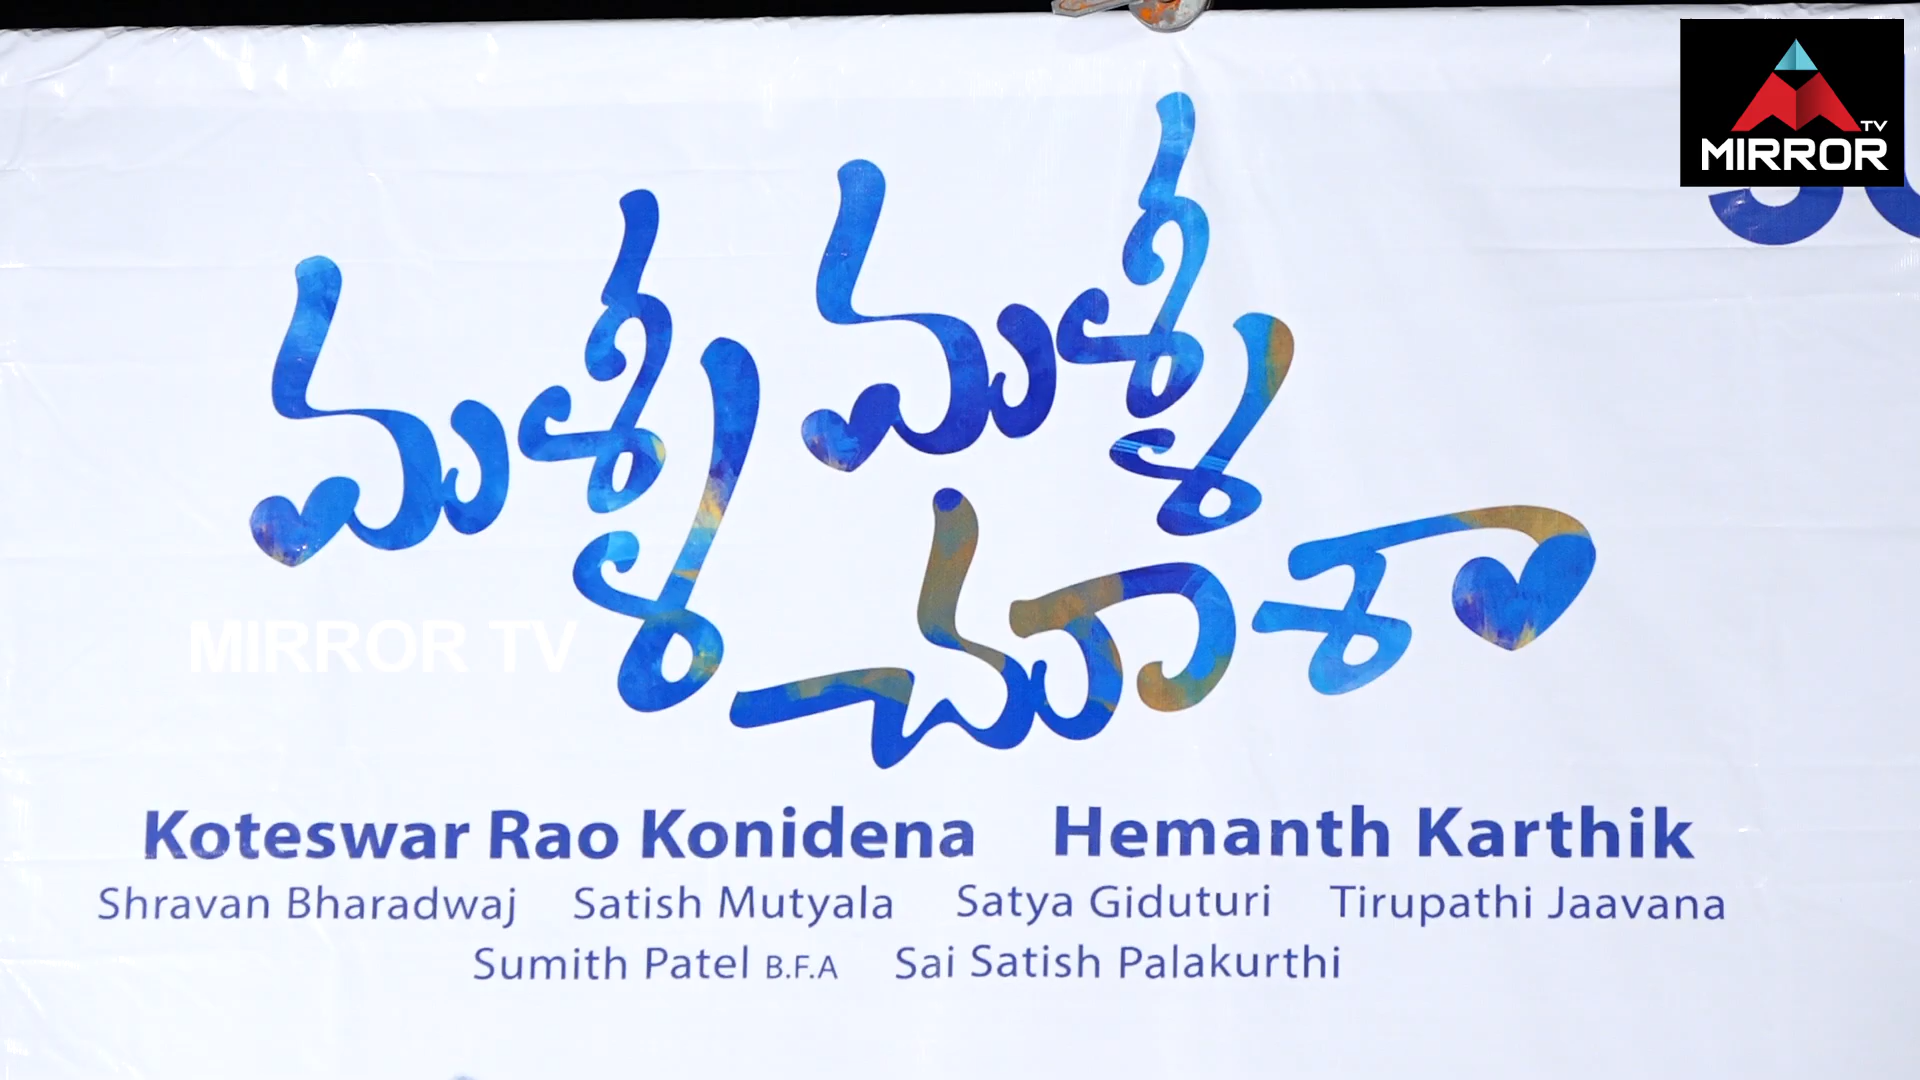 TV
MIRROR
మళ్ళీ మళ్ళీ
చూశా
MIRROR TV
Koteswar Rao Konidena Hemanth Karthik
Shravan Bharadwaj Satish Mutyala Satya Giduturi Tirupathi Jaavana
Sumith Patel B.F.A Sai Satish Palakurthi